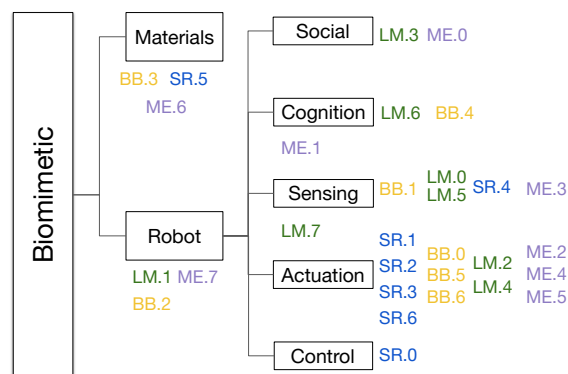 Biomimetic
Materials
BB.3 SR.5
ME.6
Robot
LM.1 ME.7
BB.2
Social
LM.3 ME.0
Cognition
LM.6 BB.4
ME.1
Sensing
BB.1
LM.0
LM.5
SR.4
ME.3
LM.7
Actuation
SR.1
SR.2
SR.3
SR.6
BB.0
BB.5
BB.6
LM.2
LM.4
ME.2
ME.4
ME.5
Control
SR.0